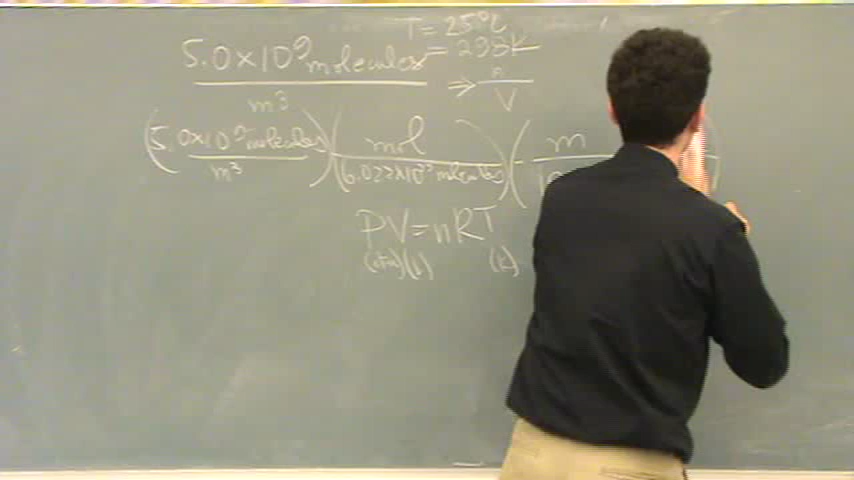 T = 25°C
5.0×10⁹ molecules = 298K
m³ ⇒ n
V
(5.0×10⁹ molecules) (mol) (m
m³ 6.022×10²³ molecules 10
PV=nRT
(atm)(L) (K)